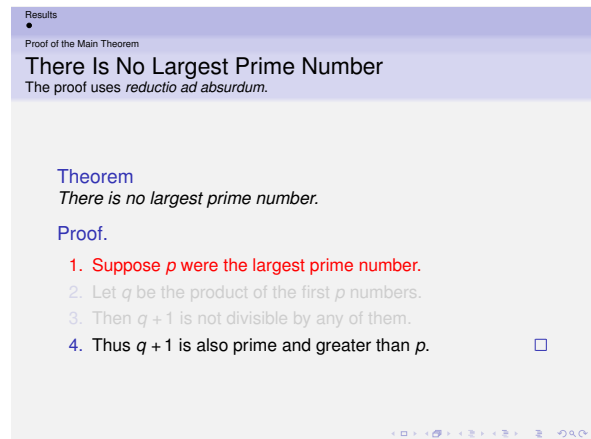 Results
Proof of the Main Theorem
There Is No Largest Prime Number
The proof uses reductio ad absurdum.
Theorem
There is no largest prime number.
Proof.
1. Suppose p were the largest prime number.
2. Let q be the product of the first p numbers.
3. Then q + 1 is not divisible by any of them.
4. Thus q + 1 is also prime and greater than p.